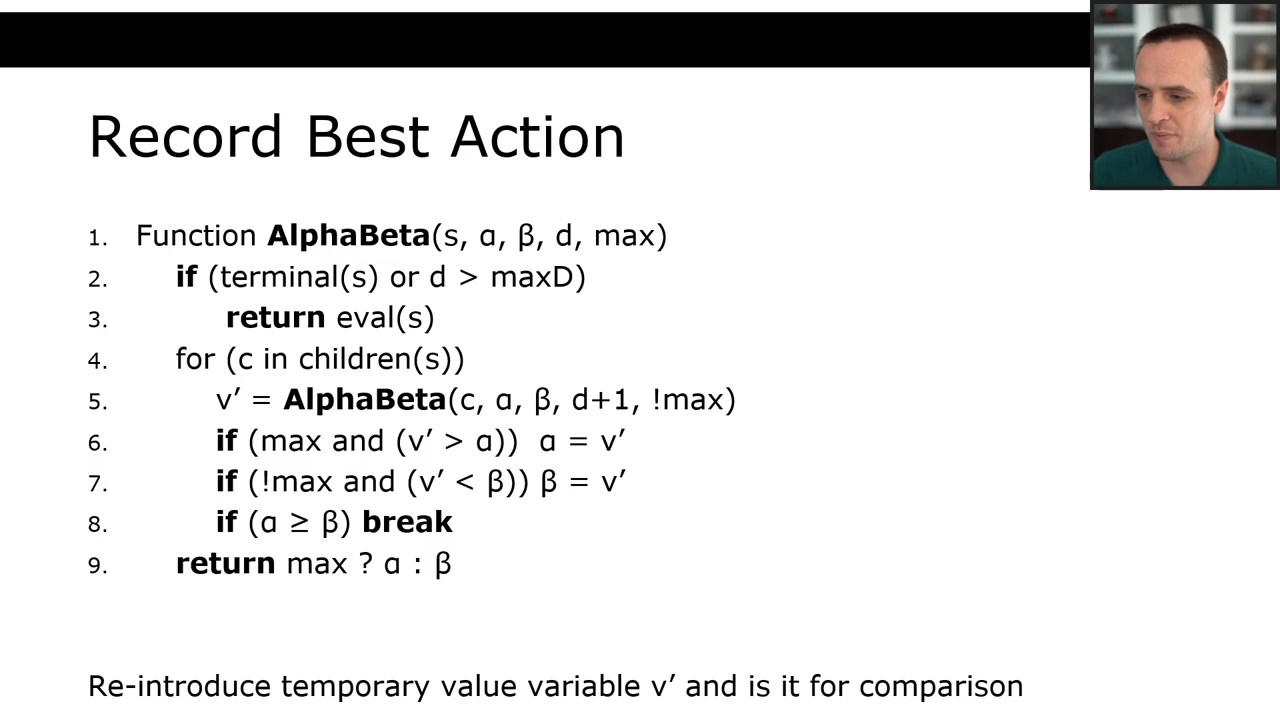 Record Best Action
1. Function AlphaBeta(s, α, β, d, max)
2. if (terminal(s) or d > maxD)
3. return eval(s)
4. for (c in children(s))
5. v′ = AlphaBeta(c, α, β, d+1, !max)
6. if (max and (v′ > α)) α = v′
7. if (!max and (v′ < β)) β = v′
8. if (α ≥ β) break
9. return max ? α : β
Re-introduce temporary value variable v′ and is it for comparison